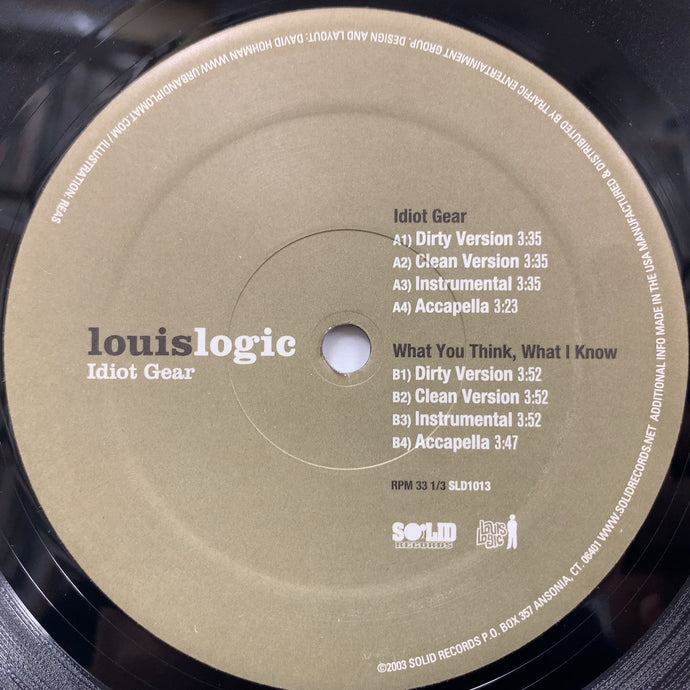 louislogic
Idiot Gear
Idiot Gear
A1) Dirty Version 3:35
A2) Clean Version 3:35
A3) Instrumental 3:35
A4) Accapella 3:23
What You Think, What I Know
B1) Dirty Version 3:52
B2) Clean Version 3:52
B3) Instrumental 3:52
B4) Accapella 3:47
RPM 33 1/3 SLD1013
SOLID
RECORDS
Louis
Logic
©2003 SOLID RECORDS P.O. BOX 357 ANSONIA, CT. 06401 WWW.SOLIDRECORDS.NET ADDITIONAL INFO MADE IN THE USA MANUFACTURED & DISTRIBUTED BY TRAFFIC ENTERTAINMENT GROUP. DESIGN AND LAYOUT: DAVID HOHMAN WWW.URBANDIPLOMAT.COM / ILLUSTRATION: REAS